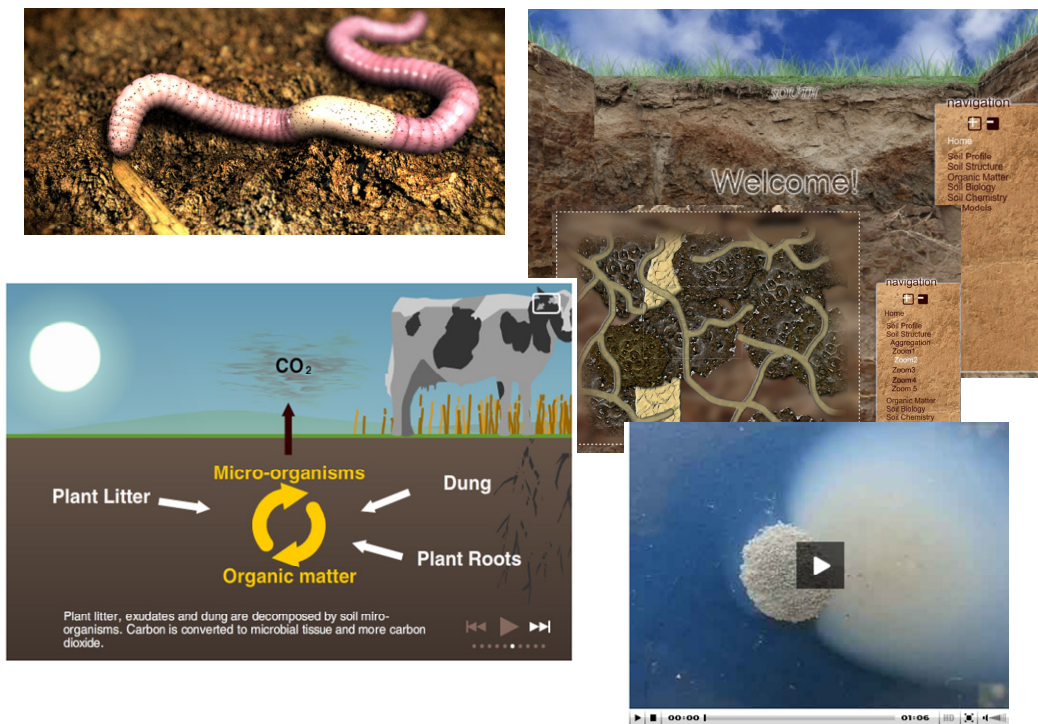 SOUTH
navigation
Home
Soil Profile
Soil Structure
Organic Matter
Soil Biology
Soil Chemistry
Models
Welcome!
navigation
Home
Soil Profile
Soil Structure
Aggregation
Zoom1
Zoom2
Zoom3
Zoom4
Zoom 5
Organic Matter
Soil Biology
Soil Chemistry
CO₂
Micro-organisms
Plant Litter
Dung
Plant Roots
Organic matter
Plant litter, exudates and dung are decomposed by soil miro-
organisms. Carbon is converted to microbial tissue and more carbon
dioxide.
00:00
01:06
HD